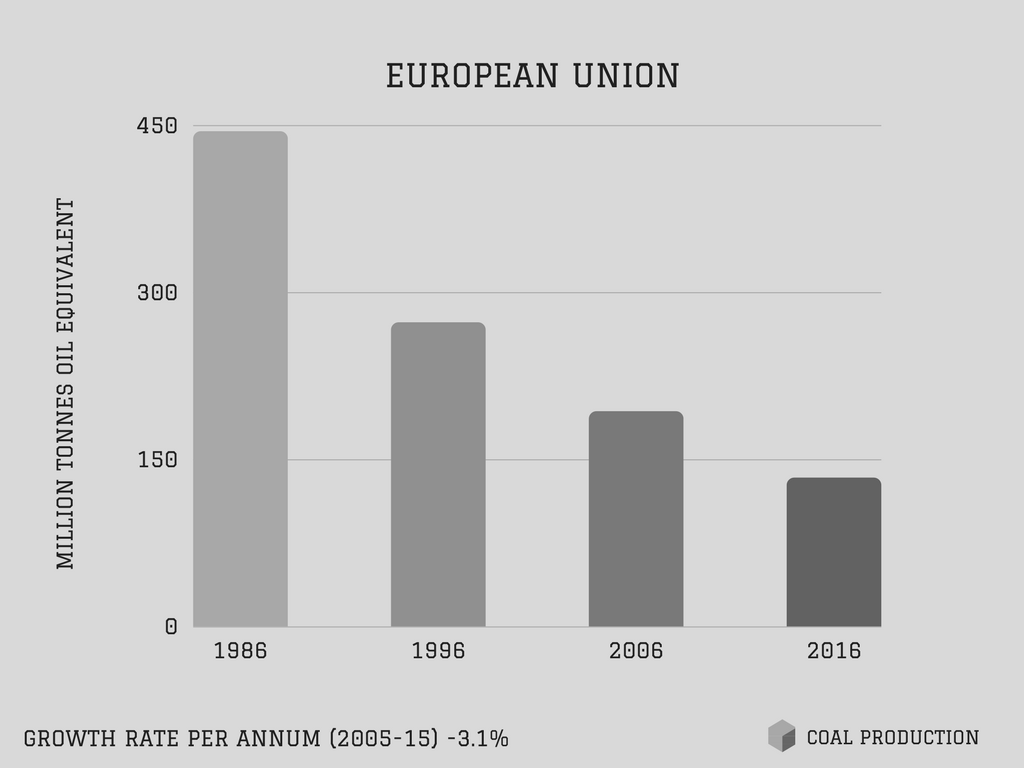 EUROPEAN UNION
450
300
150
0
MILLION TONNES OIL EQUIVALENT
1986 1996 2006 2016
GROWTH RATE PER ANNUM (2005-15) -3.1%
COAL PRODUCTION